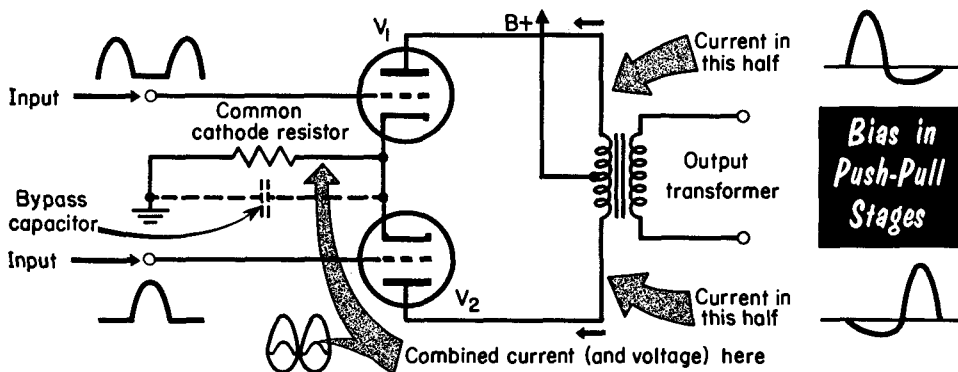 V1
B+
Current in
this half
Input
Common
cathode resistor
Bias in
Push-Pull
Stages
Output
transformer
Bypass
capacitor
Input
V2
Current in
this half
Combined current (and voltage) here